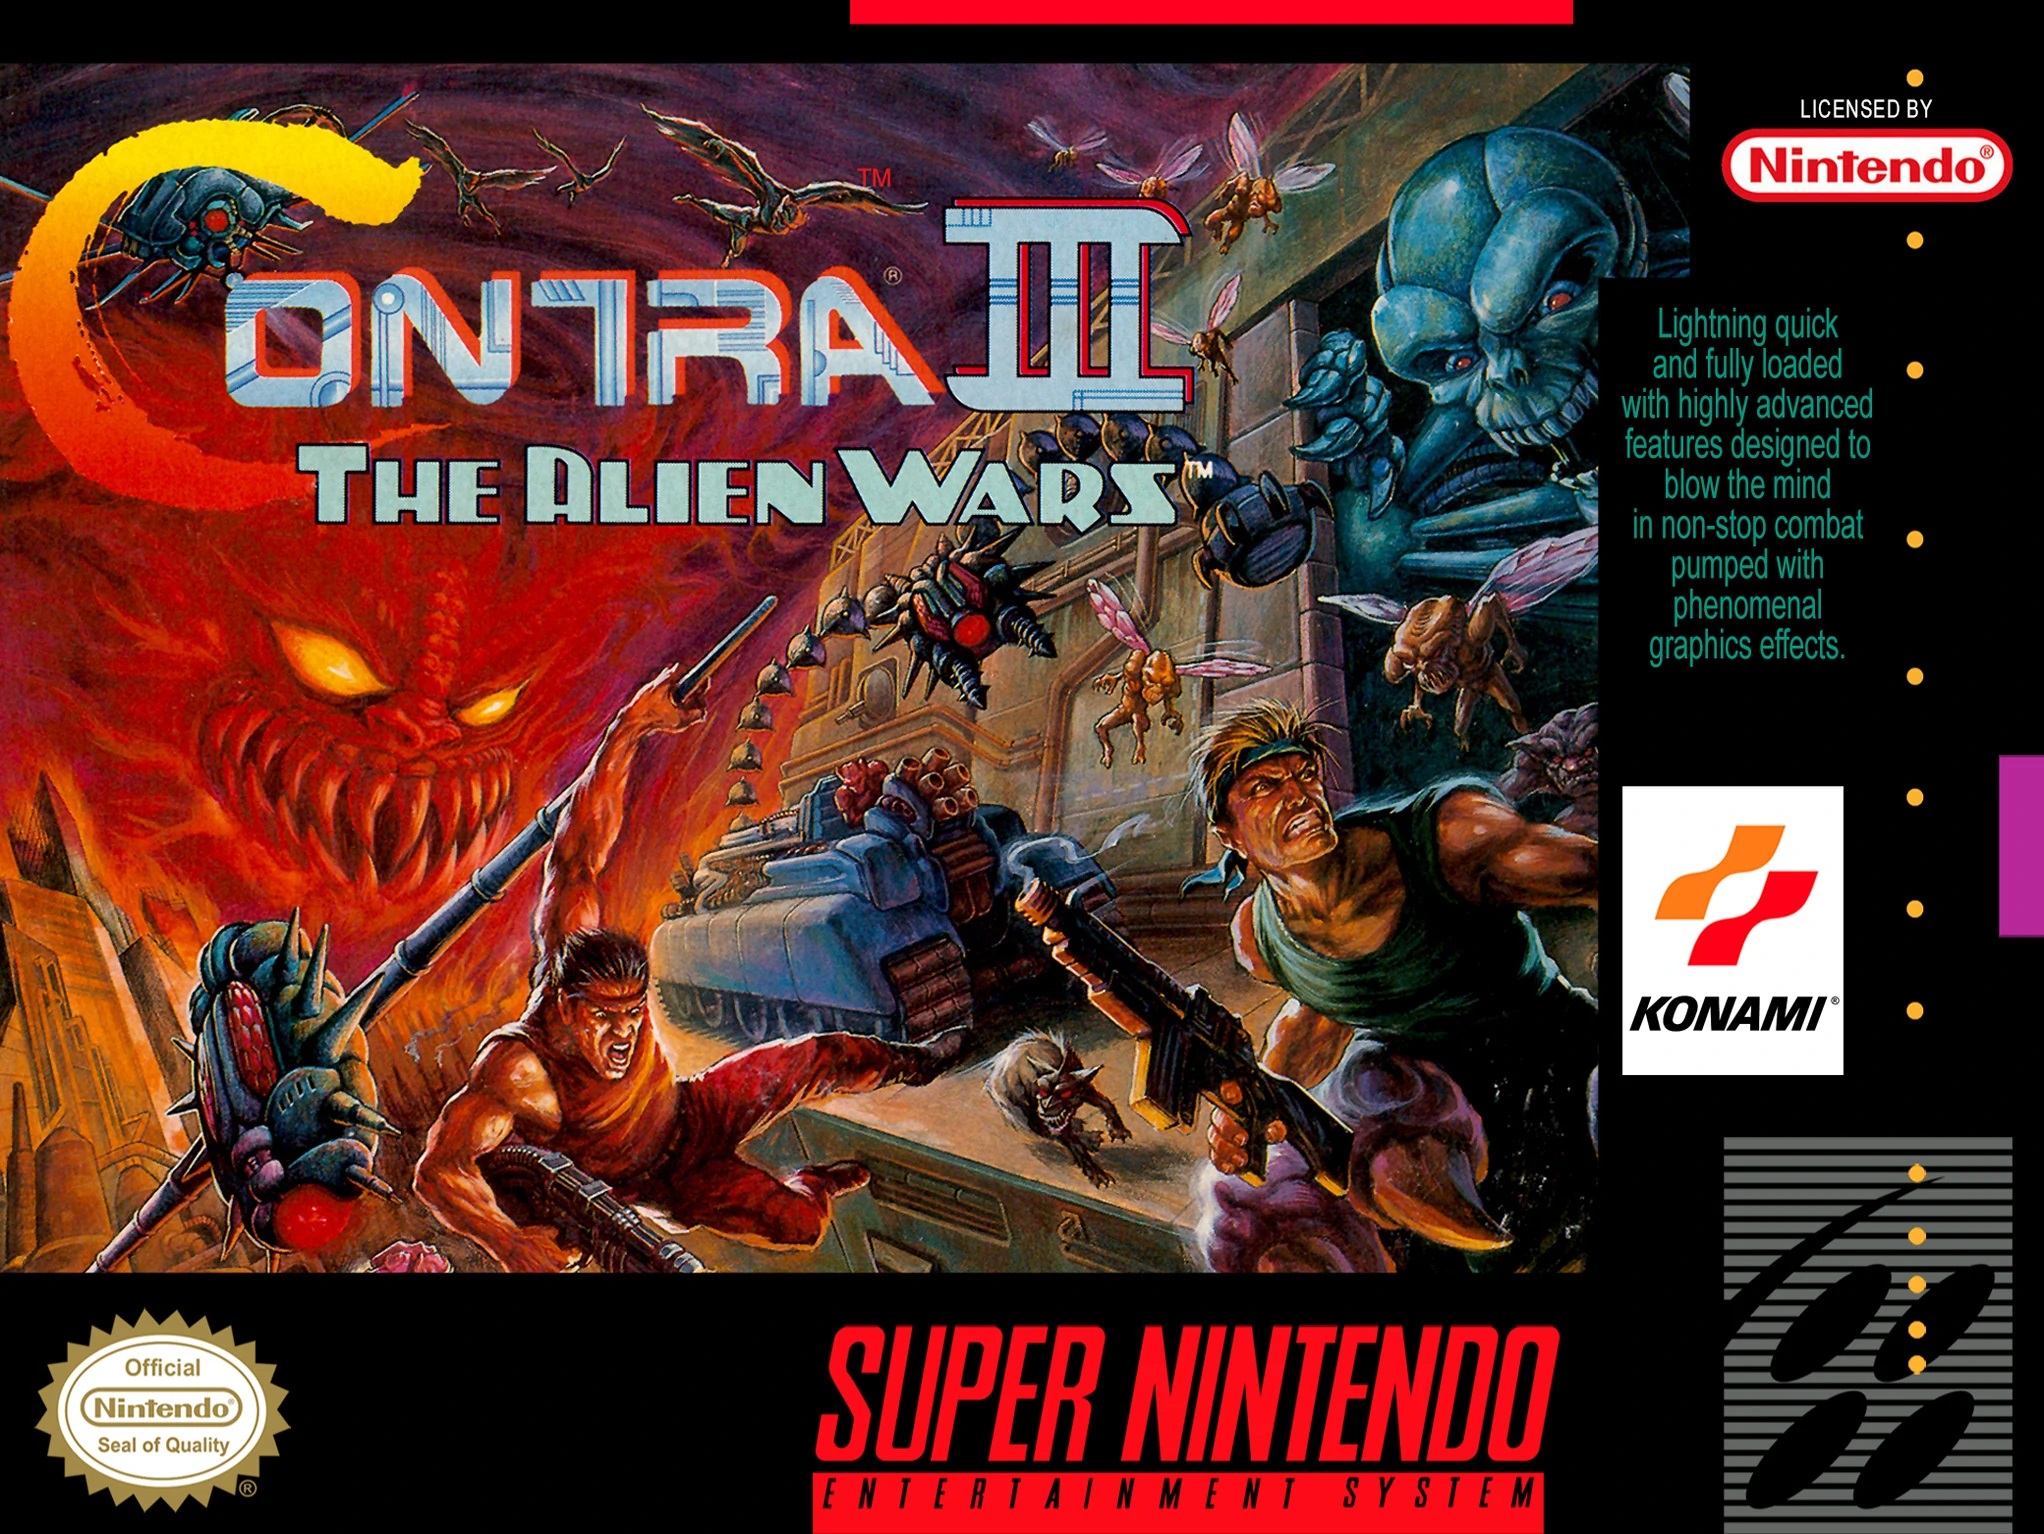 LICENSED BY
Nintendo®
™
CONTRA® III
THE ALIEN WARS™
Lightning quick
and fully loaded
with highly advanced
features designed to
blow the mind
in non-stop combat
pumped with
phenomenal
graphics effects.
KONAMI®
Official
Nintendo®
Seal of Quality
®
SUPER NINTENDO
ENTERTAINMENT SYSTEM